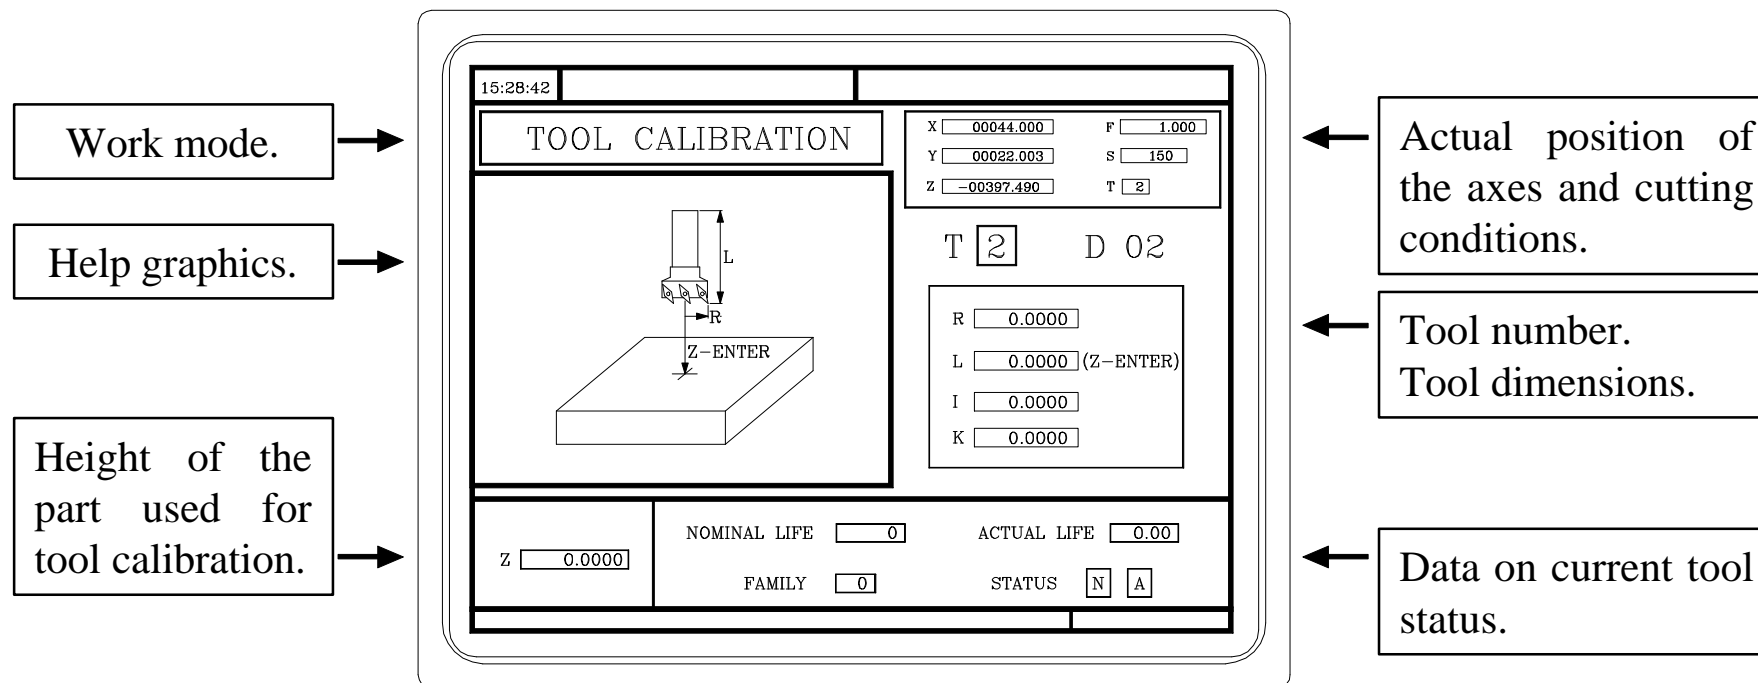 Work mode.
Help graphics.
Height of the
part used for
tool calibration.
15:28:42
TOOL CALIBRATION
X 00044.000 F 1.000
Y 00022.003 S 150
Z -00397.490 T 2
L
R
Z-ENTER
T 2 D 02
R 0.0000
L 0.0000 (Z-ENTER)
I 0.0000
K 0.0000
Z 0.0000
NOMINAL LIFE 0 ACTUAL LIFE 0.00
FAMILY 0 STATUS N A
Actual position of
the axes and cutting
conditions.
Tool number.
Tool dimensions.
Data on current tool
status.